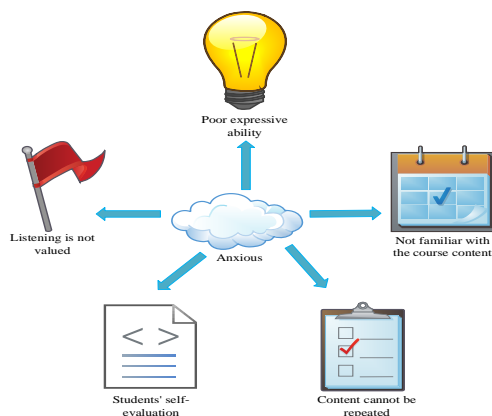 Poor expressive
ability
Listening is not
valued
Anxious
Not familiar with
the course content
Students' self-
evaluation
Content cannot be
repeated